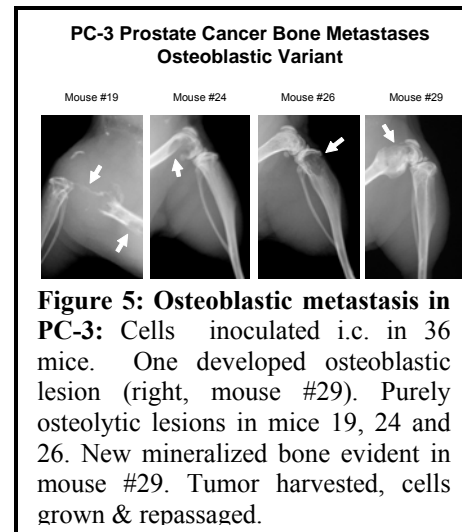 PC-3 Prostate Cancer Bone Metastases
Osteoblastic Variant
Mouse #19 Mouse #24 Mouse #26 Mouse #29
Figure 5: Osteoblastic metastasis in
PC-3: Cells inoculated i.c. in 36
mice. One developed osteoblastic
lesion (right, mouse #29). Purely
osteolytic lesions in mice 19, 24 and
26. New mineralized bone evident in
mouse #29. Tumor harvested, cells
grown & repassaged.